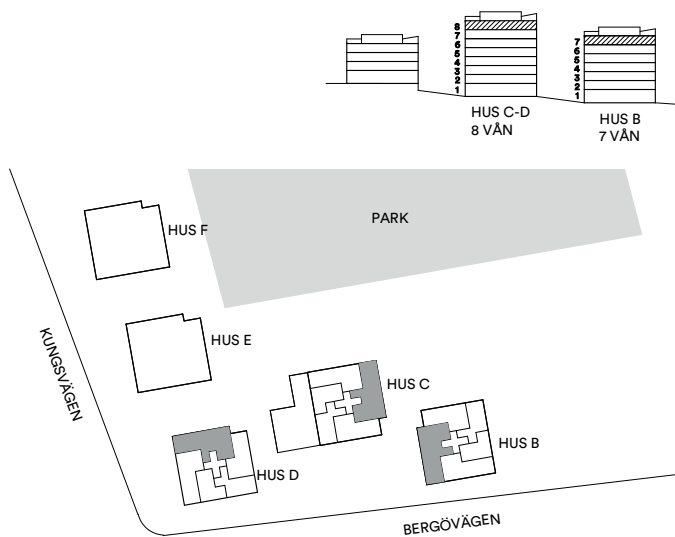 8
7
6
5
4
3
2
1
7
6
5
4
3
2
1
HUS C-D
8 VÅN
HUS B
7 VÅN
PARK
HUS F
HUS E
KUNGSVÄGEN
HUS C
HUS B
HUS D
BERGÖVÄGEN